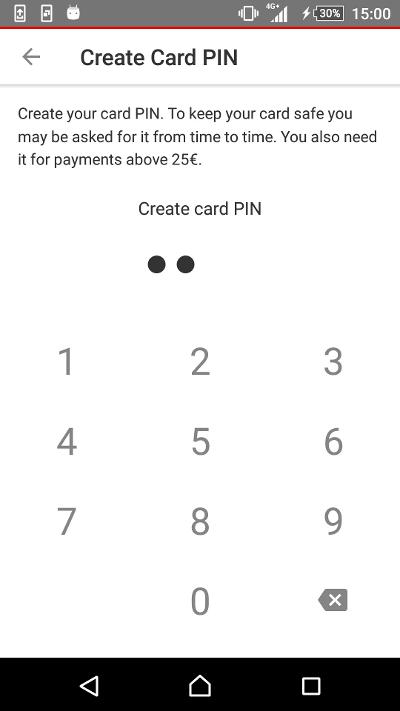 4G+ 30% 15:00
Create Card PIN
Create your card PIN. To keep your card safe you
may be asked for it from time to time. You also need
it for payments above 25€.
Create card PIN
1 2 3
4 5 6
7 8 9
0